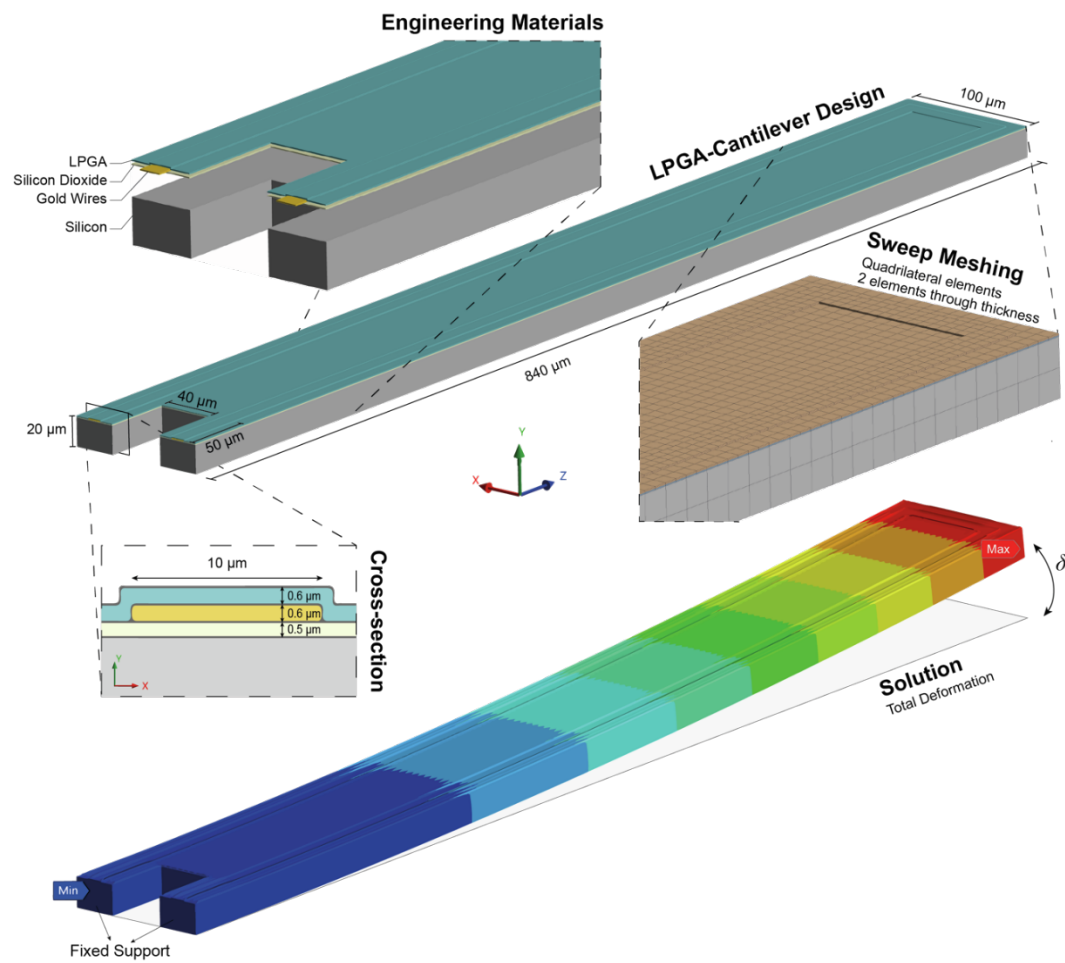 Engineering Materials
LPGA
Silicon Dioxide
Gold Wires
Silicon
LPGA-Cantilever Design
100 μm
Sweep Meshing
Quadrilateral elements
2 elements through thickness
840 μm
40 μm
50 μm
20 μm
Y
X
Z
10 μm
0.6 μm
0.6 μm
0.5 μm
Y
X
Cross-section
Max
δ
Solution
Total Deformation
Min
Fixed Support